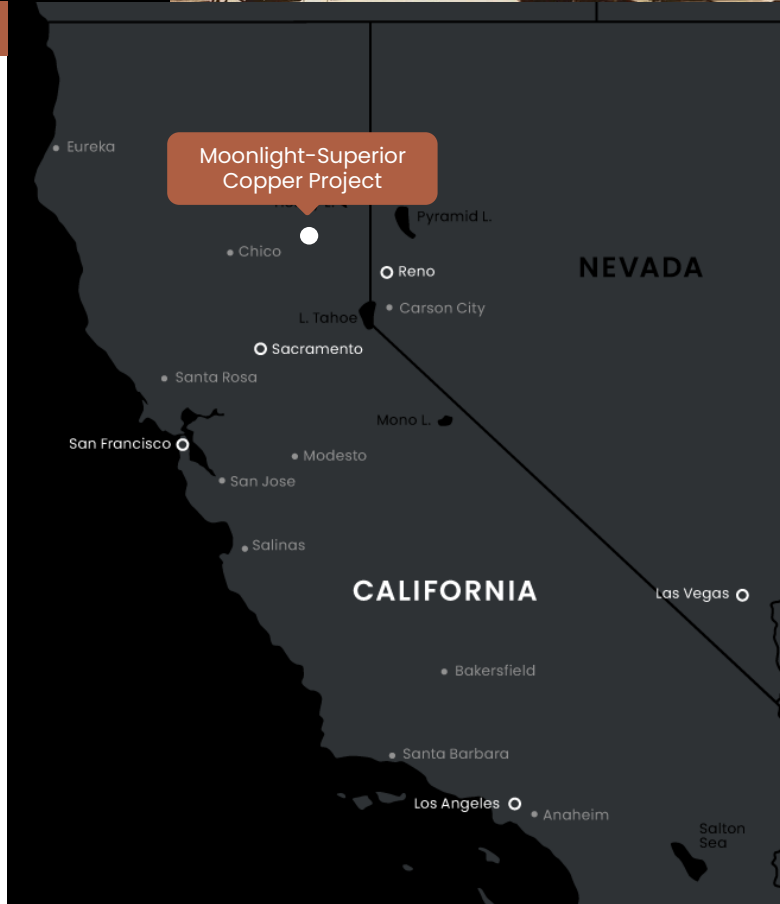 Eureka
Moonlight-Superior
Copper Project
Pyramid L.
Chico
NEVADA
Reno
Carson City
L. Tahoe
Sacramento
Santa Rosa
Mono L.
San Francisco
Modesto
San Jose
Salinas
CALIFORNIA
Las Vegas
Bakersfield
Santa Barbara
Los Angeles
Anaheim
Salton
Sea